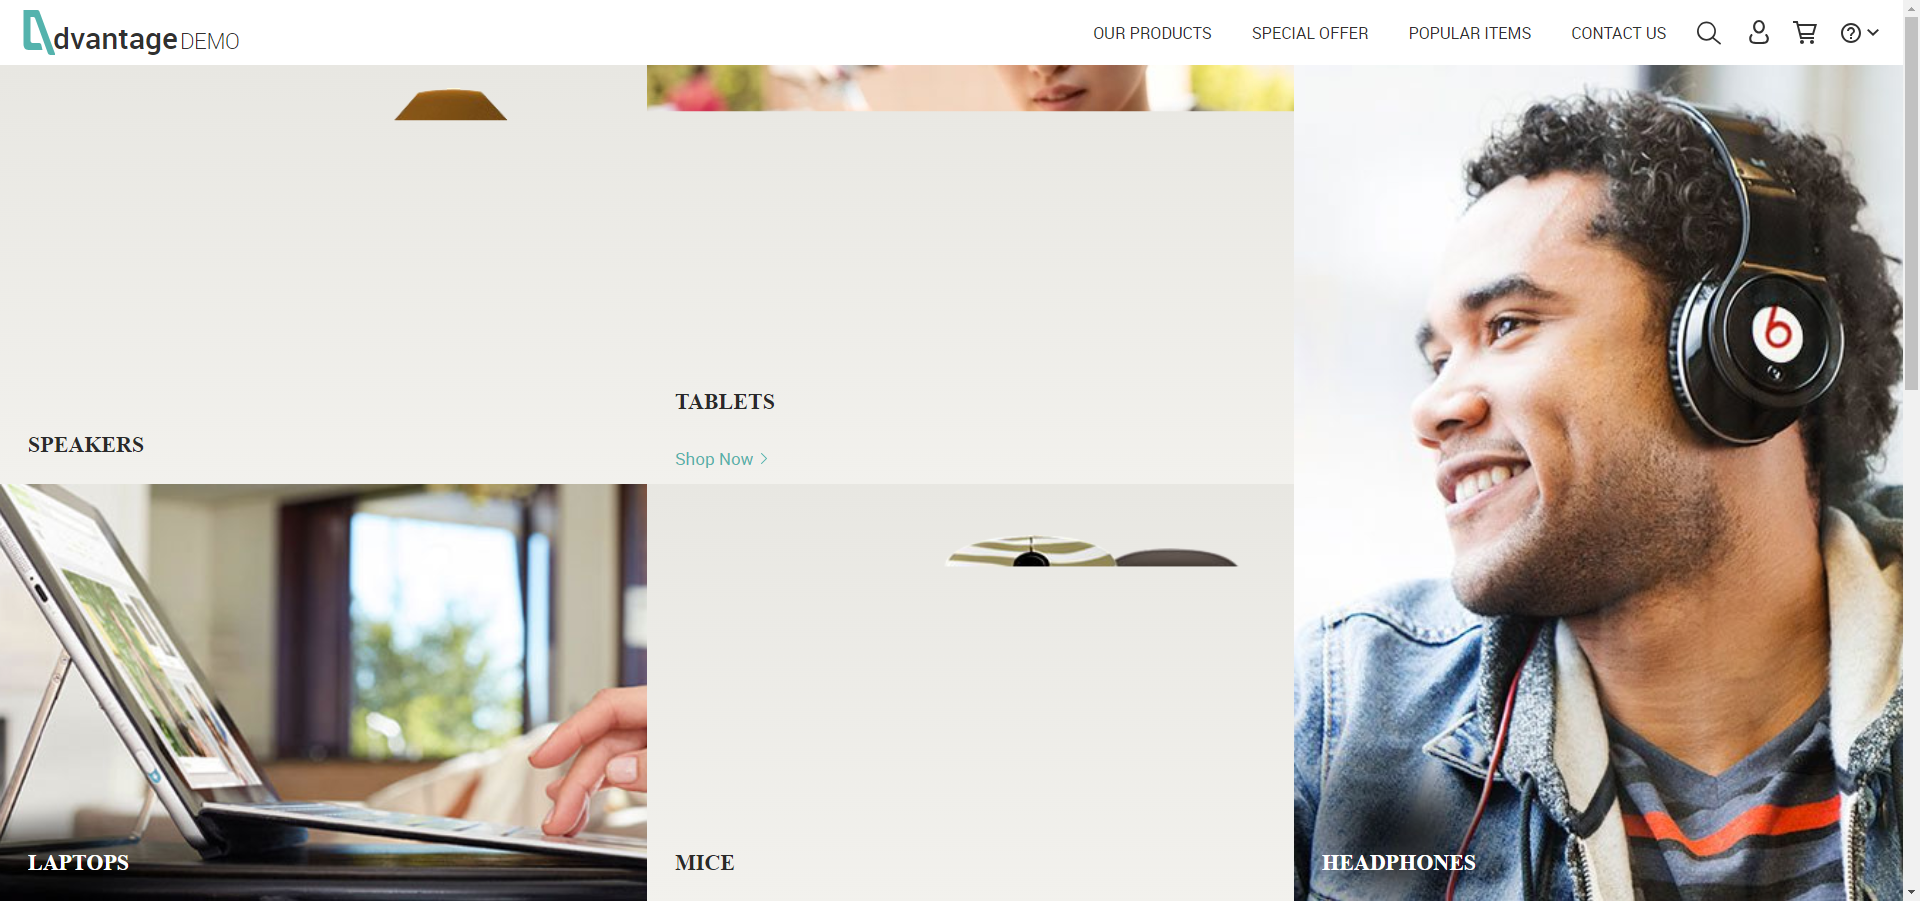 dvantage DEMO
OUR PRODUCTS
SPECIAL OFFER
POPULAR ITEMS
CONTACT US
SPEAKERS
TABLETS
Shop Now
LAPTOPS
MICE
HEADPHONES